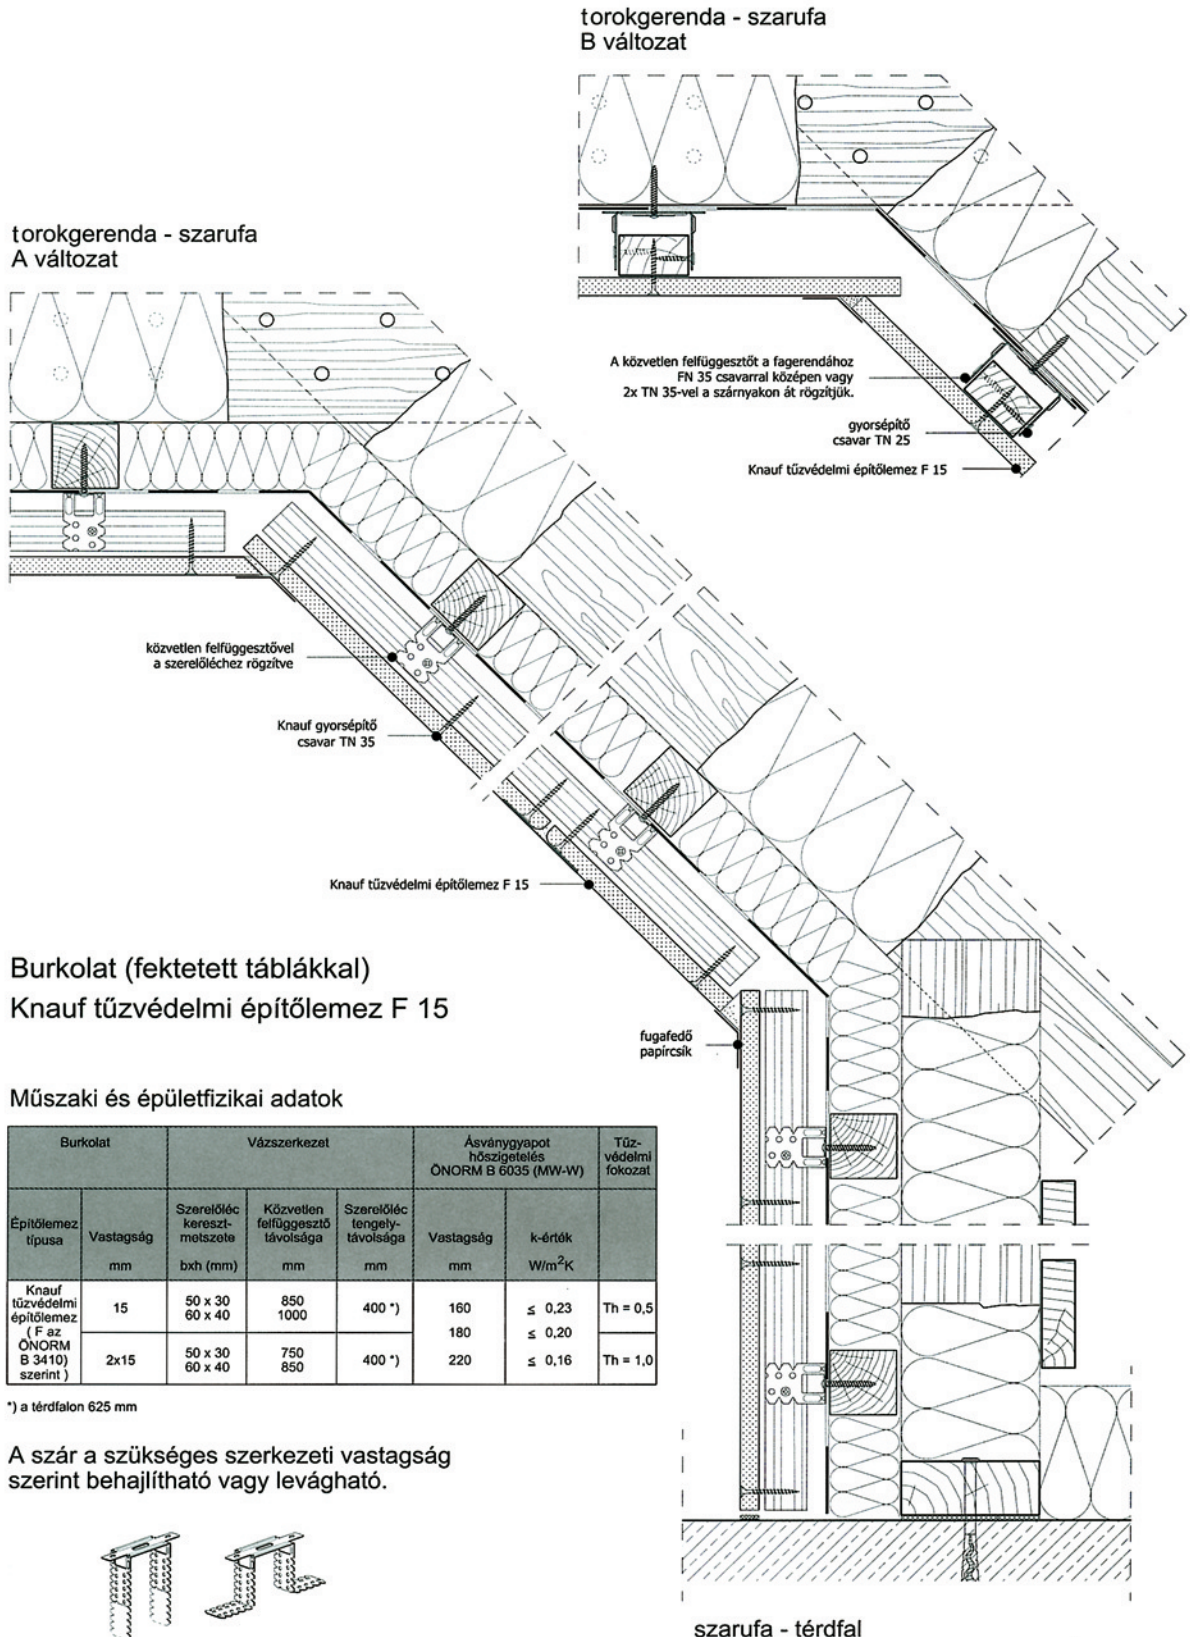 torokgerenda - szarufa
B változat
torokgerenda - szarufa
A változat
A közvetlen felfüggesztőt a fagerendához
FN 35 csavarral középen vagy
2x TN 35-vel a szárnyakon át rögzítjük.
gyorsépítő
csavar TN 25
Knauf tűzvédelmi építőlemez F 15
közvetlen felfüggesztővel
a szerelőléchez rögzítve
Knauf gyorsépítő
csavar TN 35
Knauf tűzvédelmi építőlemez F 15
Burkolat (fektetett táblákkal)
Knauf tűzvédelmi építőlemez F 15
fugafedő
papírcsík
Műszaki és épületfizikai adatok
Burkolat
Vázszerkezet
Ásványgyapot
hőszigetelés
ÖNORM B 6035 (MW-W)
Tűz-
védelmi
fokozat
Építőlemez
típusa
Vastagság
mm
Szerelőléc
kereszt-
metszete
bxh (mm)
Közvetlen
felfüggesztő
távolsága
mm
Szerelőléc
tengely-
távolsága
mm
Vastagság
mm
k-érték
W/m²K
Knauf
tűzvédelmi
építőlemez
( F az
ÖNORM
B 3410)
szerint )
15
50 x 30
60 x 40
850
1000
400 *)
160
≤ 0,23
Th = 0,5
180
≤ 0,20
2x15
50 x 30
60 x 40
750
850
400 *)
220
≤ 0,16
Th = 1,0
*) a térdfalon 625 mm
A szár a szükséges szerkezeti vastagság
szerint behajlítható vagy levágható.
szarufa - térdfal